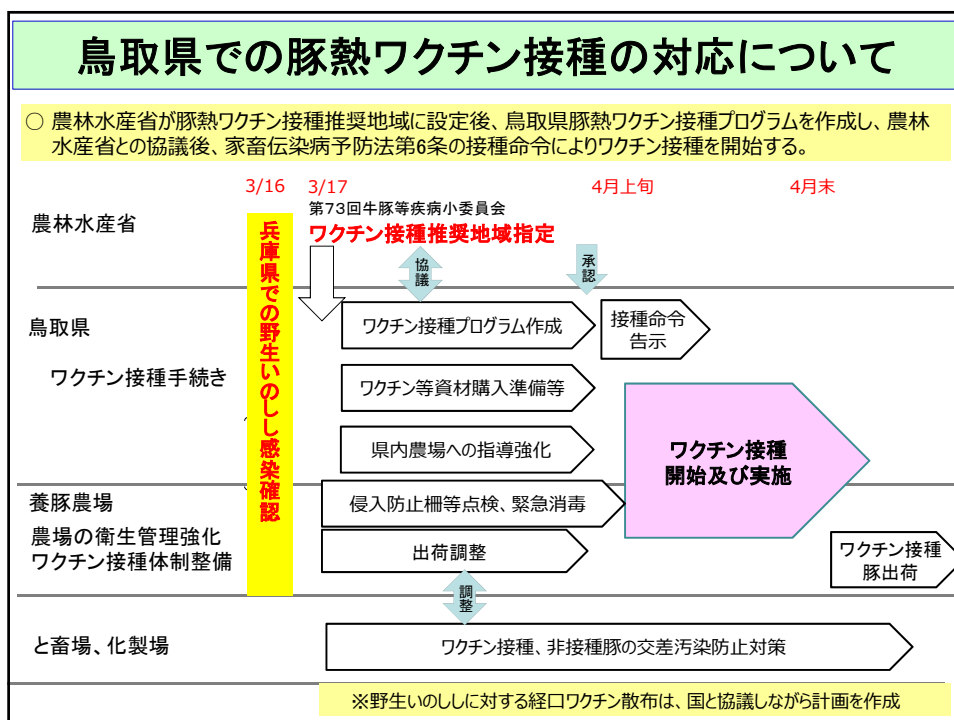 鳥取県での豚熱ワクチン接種の対応について
○ 農林水産省が豚熱ワクチン接種推奨地域に設定後、鳥取県豚熱ワクチン接種プログラムを作成し、農林
水産省との協議後、家畜伝染病予防法第6条の接種命令によりワクチン接種を開始する。
3/16
3/17
4月上旬
4月末
農林水産省
第73回牛豚等疾病小委員会
ワクチン接種推奨地域指定
兵庫県での野生いのしし感染確認
協議
承認
鳥取県
ワクチン接種プログラム作成
接種命令
告示
ワクチン接種手続き
ワクチン等資材購入準備等
県内農場への指導強化
ワクチン接種
開始及び実施
養豚農場
侵入防止柵等点検、緊急消毒
農場の衛生管理強化
ワクチン接種体制整備
出荷調整
ワクチン接種
豚出荷
調整
と畜場、化製場
ワクチン接種、非接種豚の交差汚染防止対策
※野生いのししに対する経口ワクチン散布は、国と協議しながら計画を作成